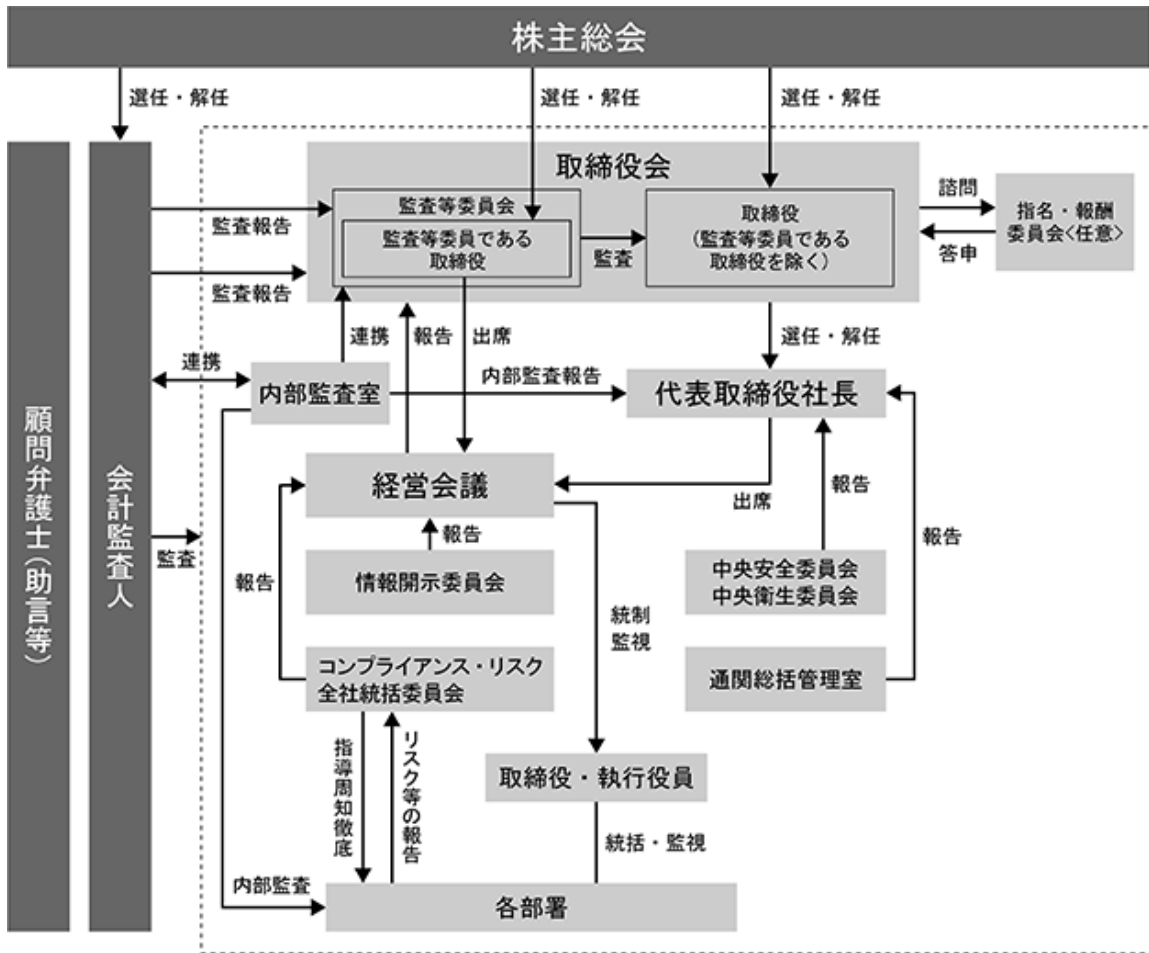 株主総会
選任・解任
選任・解任
選任・解任
取締役会
監査等委員会
監査等委員である
取締役
監査
取締役
(監査等委員である
取締役を除く)
諮問
答申
指名・報酬
委員会<任意>
監査報告
監査報告
連携
報告
出席
選任・解任
連携
内部監査室
内部監査報告
代表取締役社長
経営会議
出席
報告
報告
監査
報告
報告
情報開示委員会
中央安全委員会
中央衛生委員会
統制
監視
コンプライアンス・リスク
全社統括委員会
通関総括管理室
指導周知徹底
リスク等の報告
取締役・執行役員
統括・監視
内部監査
各部署
顧問弁護士(助言等)
会計監査人